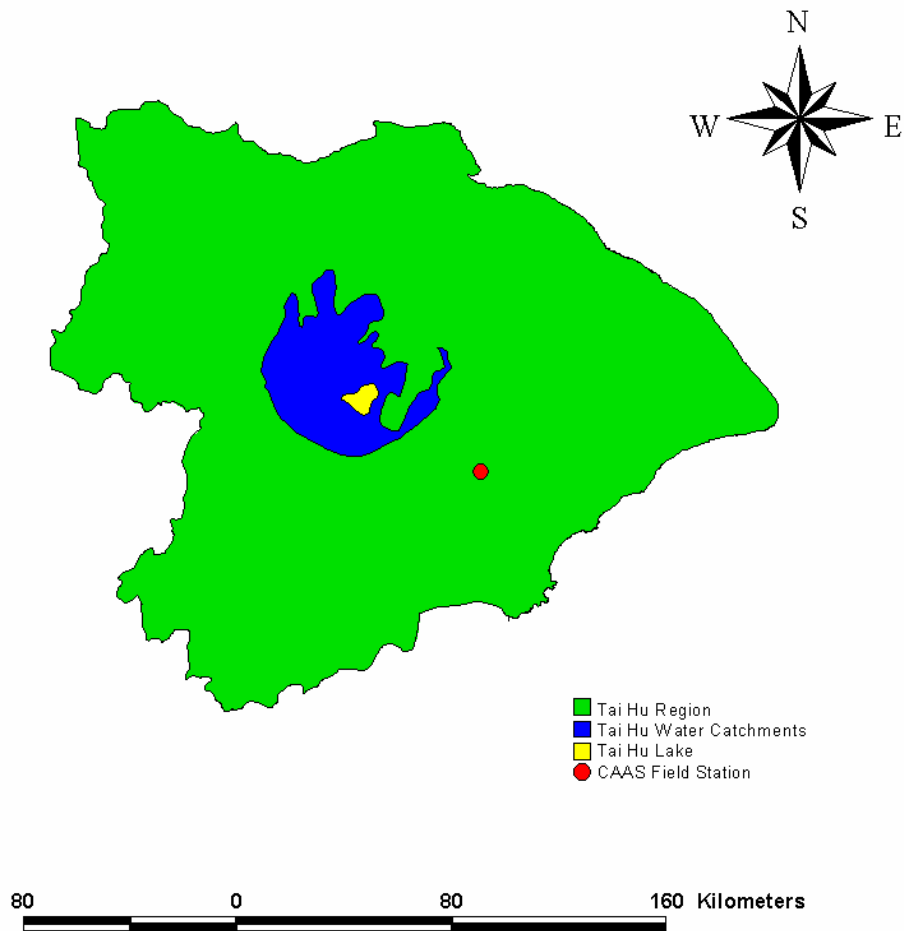 N
W E
S
Tai Hu Region
Tai Hu Water Catchments
Tai Hu Lake
CAAS Field Station
80 0 80 160 Kilometers